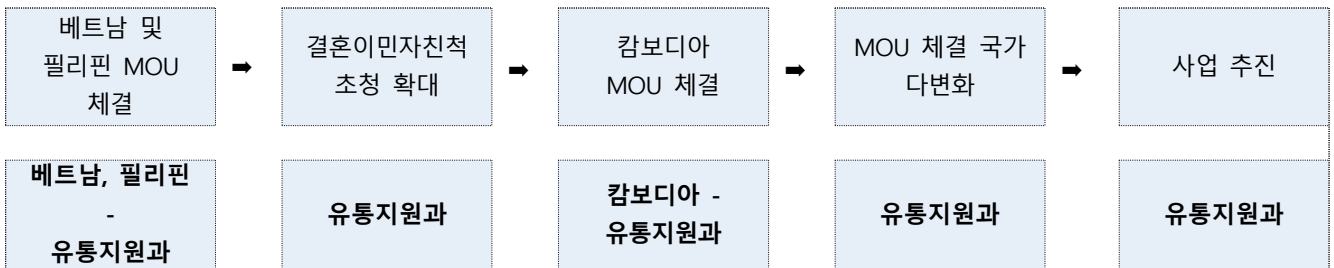 베트남 및
필리핀 MOU
체결
➡
결혼이민자친척
초청 확대
➡
캄보디아
MOU 체결
➡
MOU 체결 국가
다변화
➡
사업 추진
베트남, 필리핀
-
유통지원과
유통지원과
캄보디아 -
유통지원과
유통지원과
유통지원과